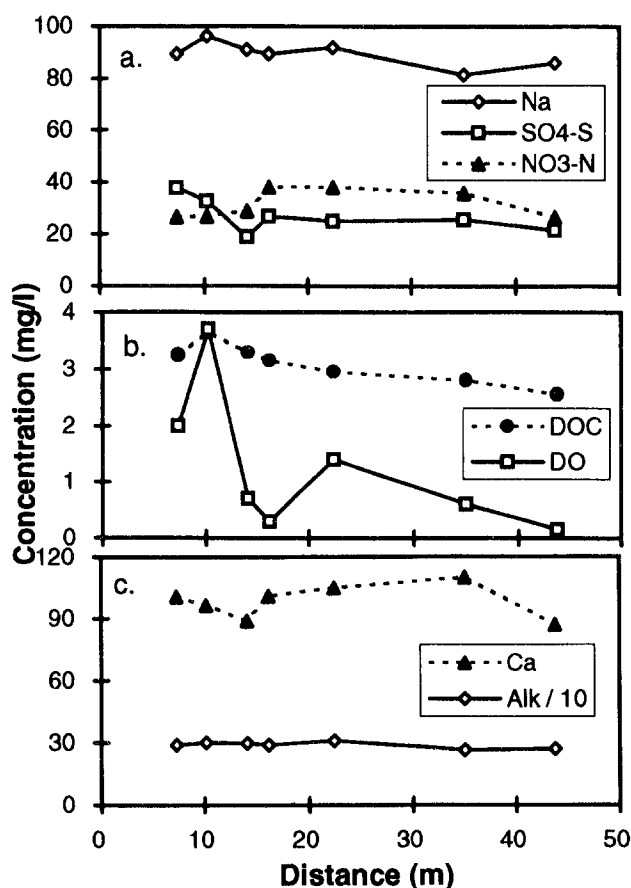 100
80
60
40
20
0
a.
Na
SO4-S
NO3-N
Concentration (mg/l)
4
3
2
1
0
b.
DOC
DO
120
90
60
30
0
c.
Ca
Alk / 10
0 10 20 30 40 50
Distance (m)